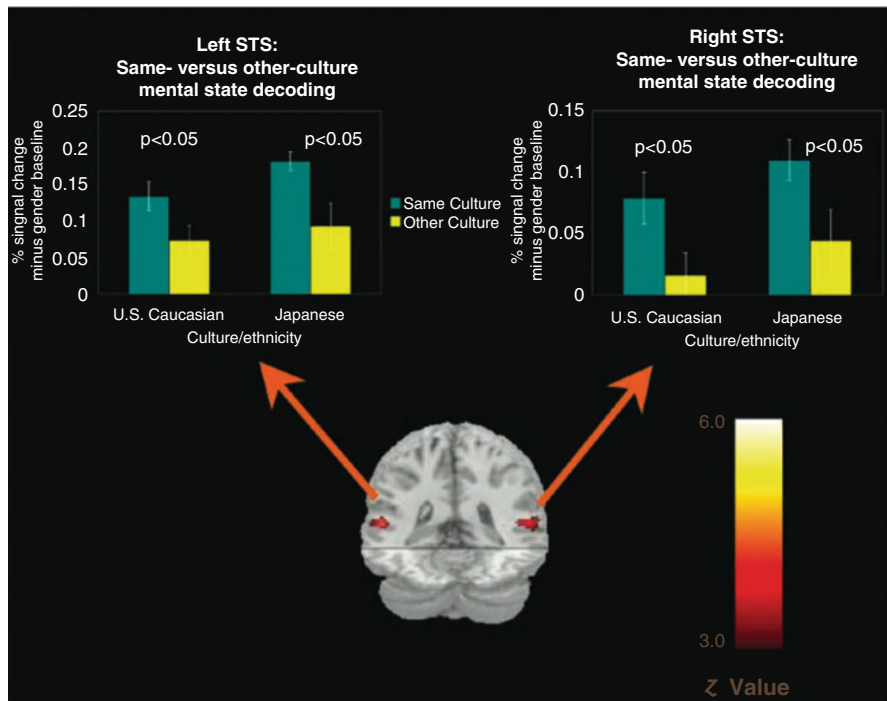 Left STS:
Same- versus other-culture
mental state decoding
0.25
0.2
0.15
0.1
0.05
0
% singnal change
minus gender baseline
p<0.05
p<0.05
U.S. Caucasian
Japanese
Culture/ethnicity
Same Culture
Other Culture
Right STS:
Same- versus other-culture
mental state decoding
0.15
0.1
0.05
0
% singnal change
minus gender baseline
p<0.05
p<0.05
U.S. Caucasian
Japanese
Culture/ethnicity
6.0
3.0
ζ Value